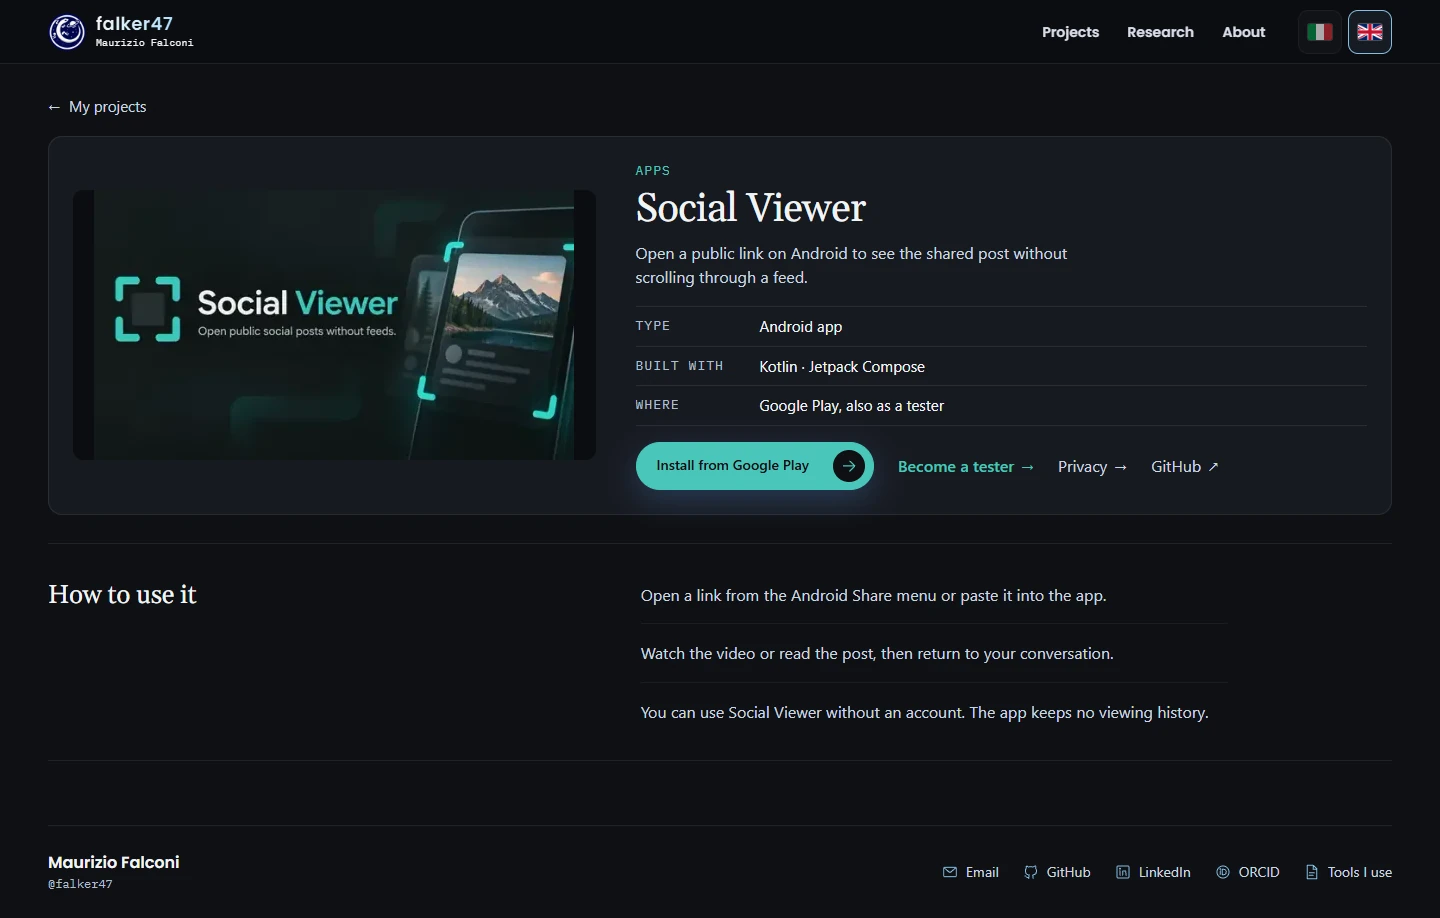 falker47
Maurizio Falconi
Projects
Research
About
← My projects
Social Viewer
Open public social posts without feeds.
APPS
Social Viewer
Open a public link on Android to see the shared post without
scrolling through a feed.
TYPE Android app
BUILT WITH Kotlin · Jetpack Compose
WHERE Google Play, also as a tester
Install from Google Play →
Become a tester →
Privacy →
GitHub ↗
How to use it
Open a link from the Android Share menu or paste it into the app.
Watch the video or read the post, then return to your conversation.
You can use Social Viewer without an account. The app keeps no viewing history.
Maurizio Falconi
@falker47
Email
GitHub
LinkedIn
ORCID
Tools I use